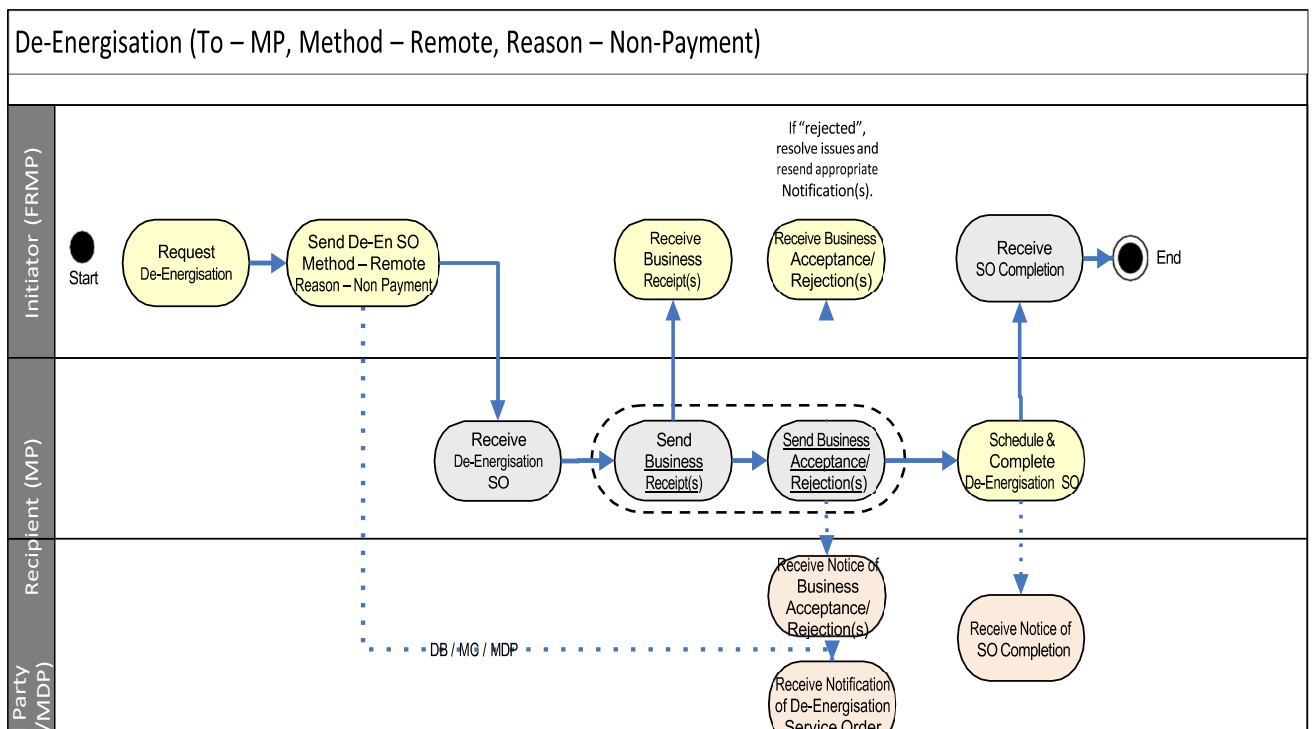 De-Energisation (To – MP, Method – Remote, Reason – Non-Payment)
Initiator (FRMP)
Start
Request
De-Energisation
Send De-En SO
Method – Remote
Reason – Non Payment
Receive
Business
Receipt(s)
If “rejected”,
resolve issues and
resend appropriate
Notification(s).
Receive Business
Acceptance/
Rejection(s)
Receive
SO Completion
End
Recipient (MP)
Receive
De-Energisation
SO
Send
Business
Receipt(s)
Send Business
Acceptance/
Rejection(s)
Schedule &
Complete
De-Energisation SO
Party
/MDP)
Receive Notice of
Business
Acceptance/
Rejection(s)
DB / MC / MDP
Receive Notice of
SO Completion
Receive Notification
of De-Energisation
Service Order